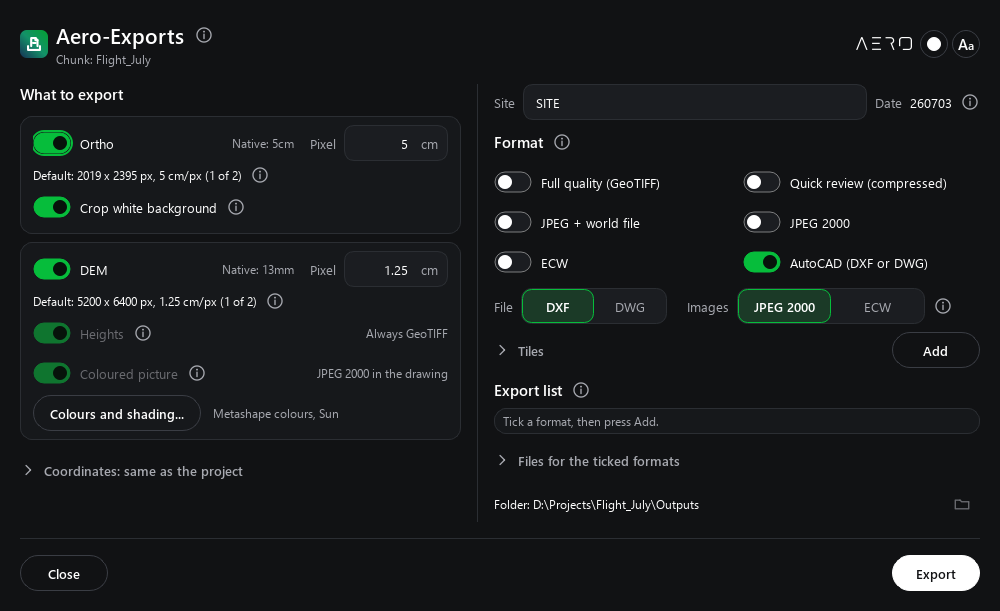 Aero-Exports
Chunk: Flight_July
AERO
Aa
What to export
Ortho
Native: 5cm
Pixel
5 cm
Default: 2019 x 2395 px, 5 cm/px (1 of 2)
Crop white background
DEM
Native: 13mm
Pixel
1.25 cm
Default: 5200 x 6400 px, 1.25 cm/px (1 of 2)
Heights
Always GeoTIFF
Coloured picture
JPEG 2000 in the drawing
Colours and shading...
Metashape colours, Sun
Coordinates: same as the project
Site
SITE
Date 260703
Format
Full quality (GeoTIFF)
Quick review (compressed)
JPEG + world file
JPEG 2000
ECW
AutoCAD (DXF or DWG)
File
DXF
DWG
Images
JPEG 2000
ECW
Tiles
Add
Export list
Tick a format, then press Add.
Files for the ticked formats
Folder: D:\Projects\Flight_July\Outputs
Close
Export